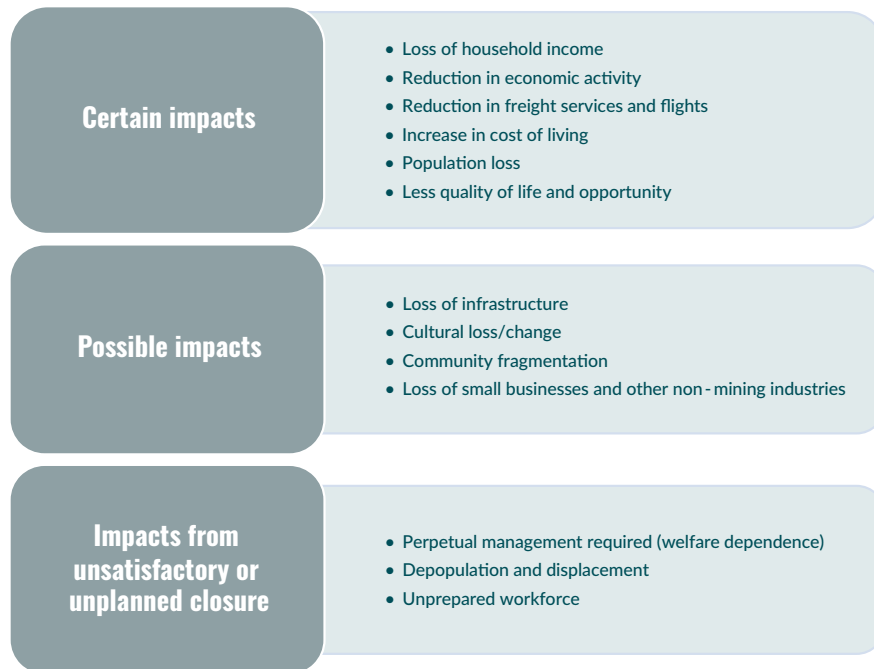 Certain impacts
• Loss of household income
• Reduction in economic activity
• Reduction in freight services and flights
• Increase in cost of living
• Population loss
• Less quality of life and opportunity
Possible impacts
• Loss of infrastructure
• Cultural loss/change
• Community fragmentation
• Loss of small businesses and other non-mining industries
Impacts from
unsatisfactory or
unplanned closure
• Perpetual management required (welfare dependence)
• Depopulation and displacement
• Unprepared workforce